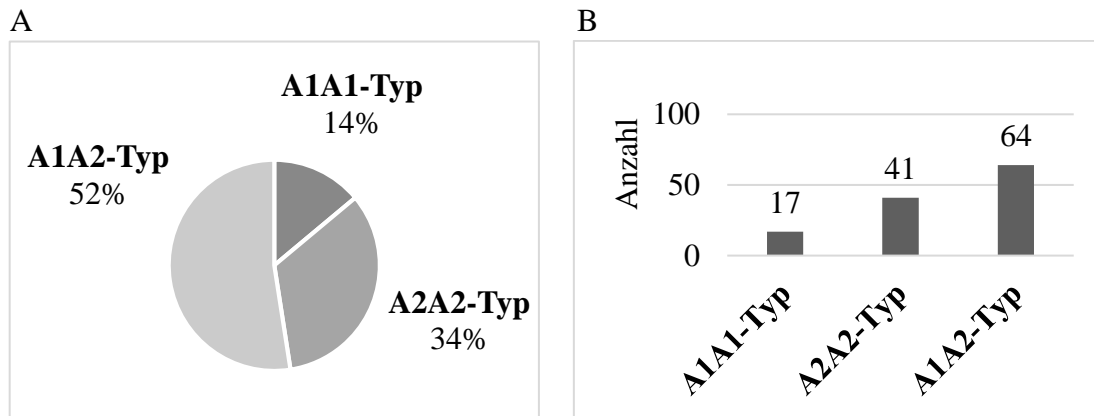 A
A1A1-Typ
14%
A1A2-Typ
52%
A2A2-Typ
34%
B
Anzahl
100
50
0
17
41
64
A1A1-Typ
A2A2-Typ
A1A2-Typ